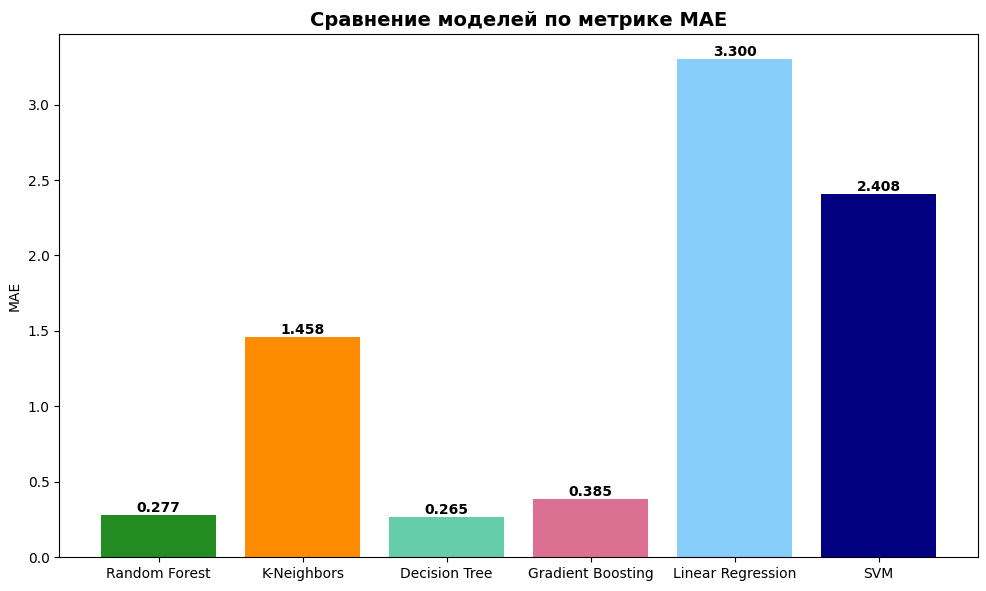 Сравнение моделей по метрике MAE
3.300
3.0
2.5
2.408
2.0
MAE
1.5
1.458
1.0
0.5
0.277
0.265
0.385
0.0
Random Forest
K-Neighbors
Decision Tree
Gradient Boosting
Linear Regression
SVM